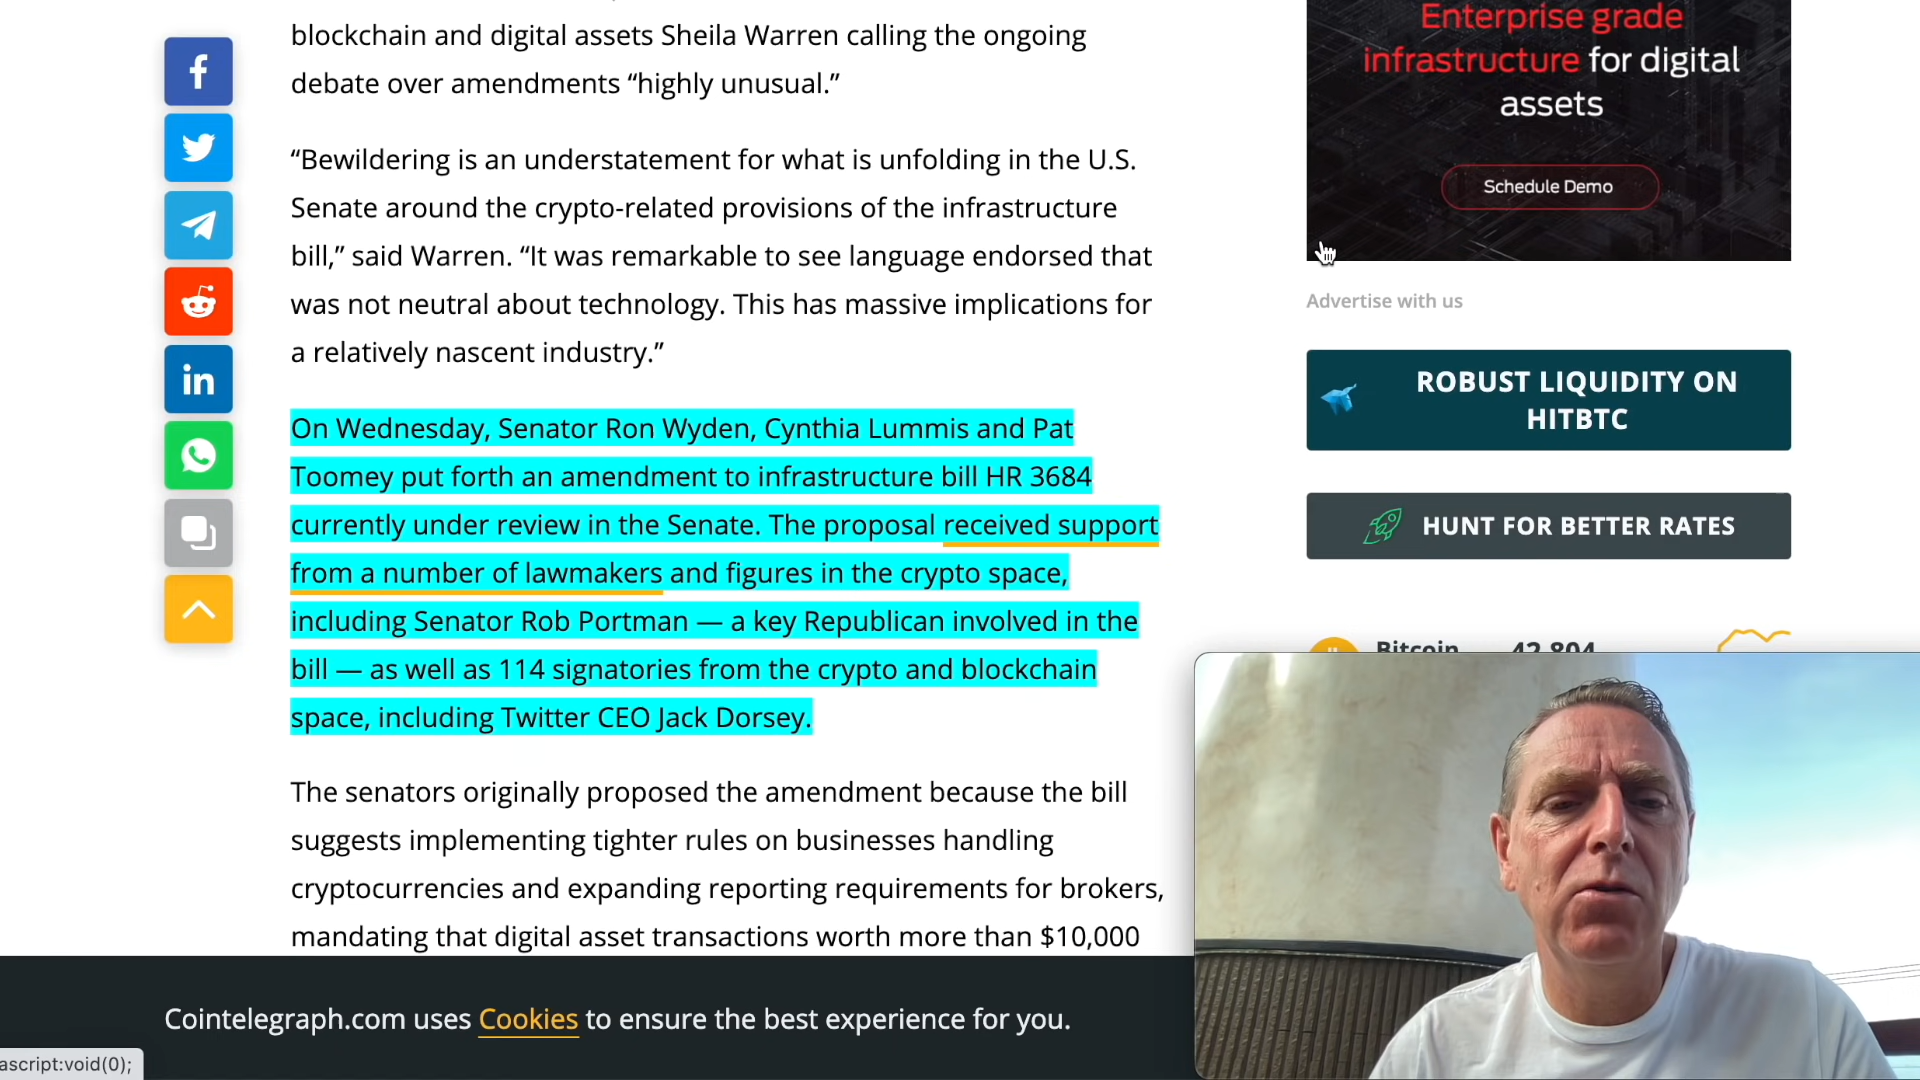 blockchain and digital assets Sheila Warren calling the ongoing
debate over amendments “highly unusual.”
“Bewildering is an understatement for what is unfolding in the U.S.
Senate around the crypto-related provisions of the infrastructure
bill,” said Warren. “It was remarkable to see language endorsed that
was not neutral about technology. This has massive implications for
a relatively nascent industry.”
On Wednesday, Senator Ron Wyden, Cynthia Lummis and Pat
Toomey put forth an amendment to infrastructure bill HR 3684
currently under review in the Senate. The proposal received support
from a number of lawmakers and figures in the crypto space,
including Senator Rob Portman — a key Republican involved in the
bill — as well as 114 signatories from the crypto and blockchain
space, including Twitter CEO Jack Dorsey.
The senators originally proposed the amendment because the bill
suggests implementing tighter rules on businesses handling
cryptocurrencies and expanding reporting requirements for brokers,
mandating that digital asset transactions worth more than $10,000
Enterprise grade
infrastructure for digital
assets
Schedule Demo
Advertise with us
ROBUST LIQUIDITY ON
HITBTC
HUNT FOR BETTER RATES
Bitcoin 42,804
Cointelegraph.com uses Cookies to ensure the best experience for you.
ascript:void(0);